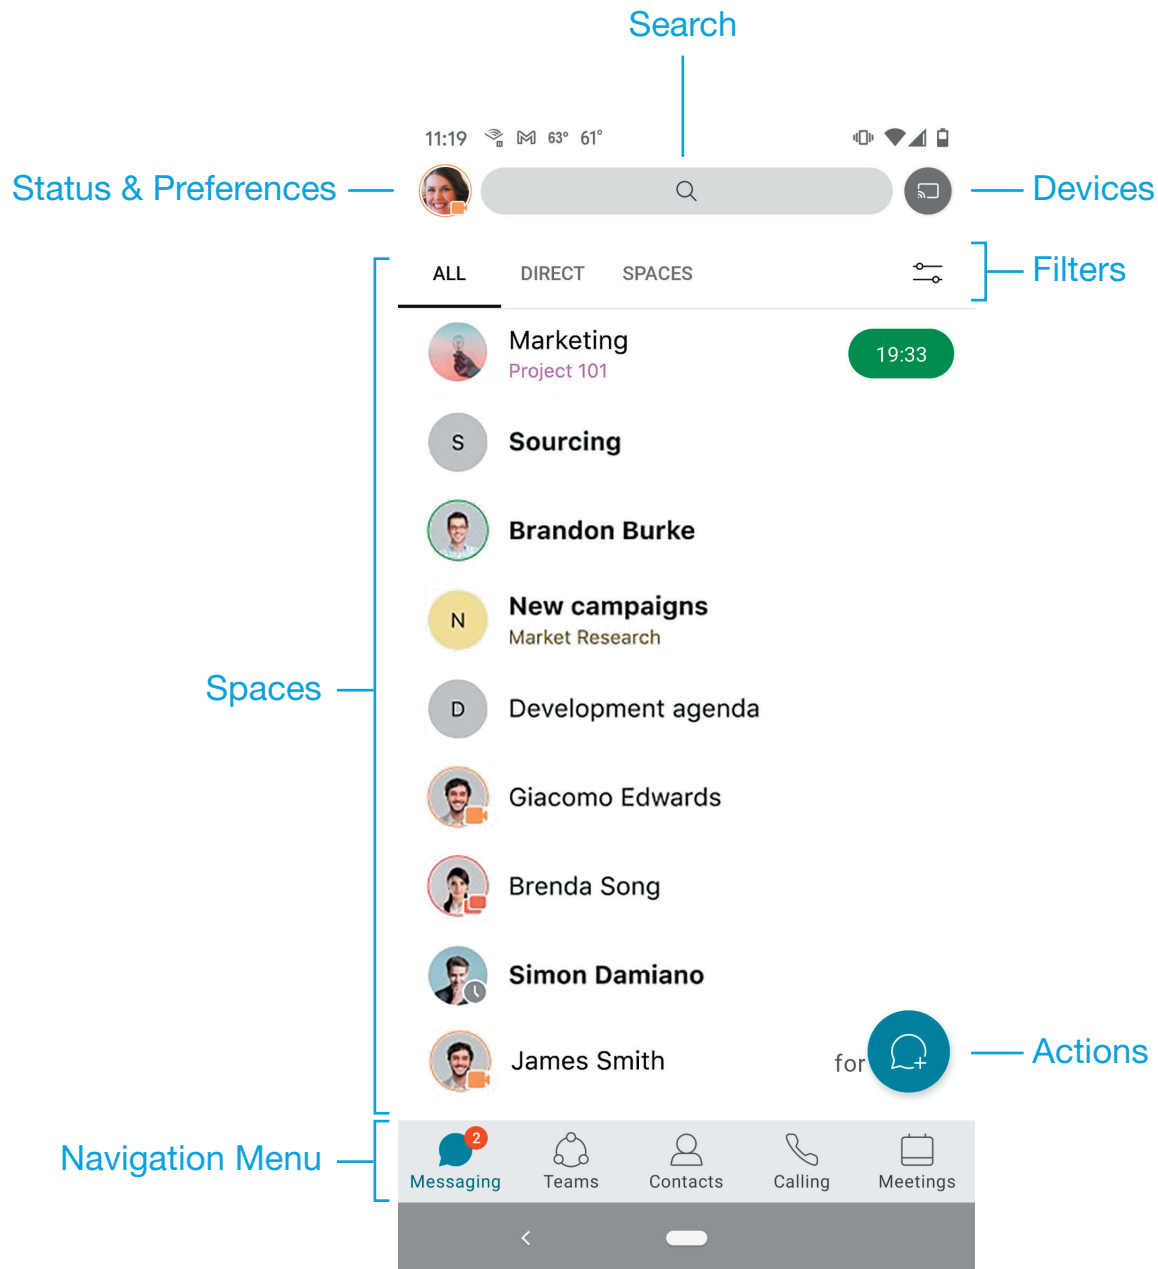 Search
11:19 63° 61°
Status & Preferences
Devices
ALL DIRECT SPACES
Filters
Marketing
Project 101
19:33
S
Sourcing
Brandon Burke
N
New campaigns
Market Research
Spaces
D
Development agenda
Giacomo Edwards
Brenda Song
Simon Damiano
James Smith
for
Actions
Navigation Menu
2
Messaging Teams Contacts Calling Meetings